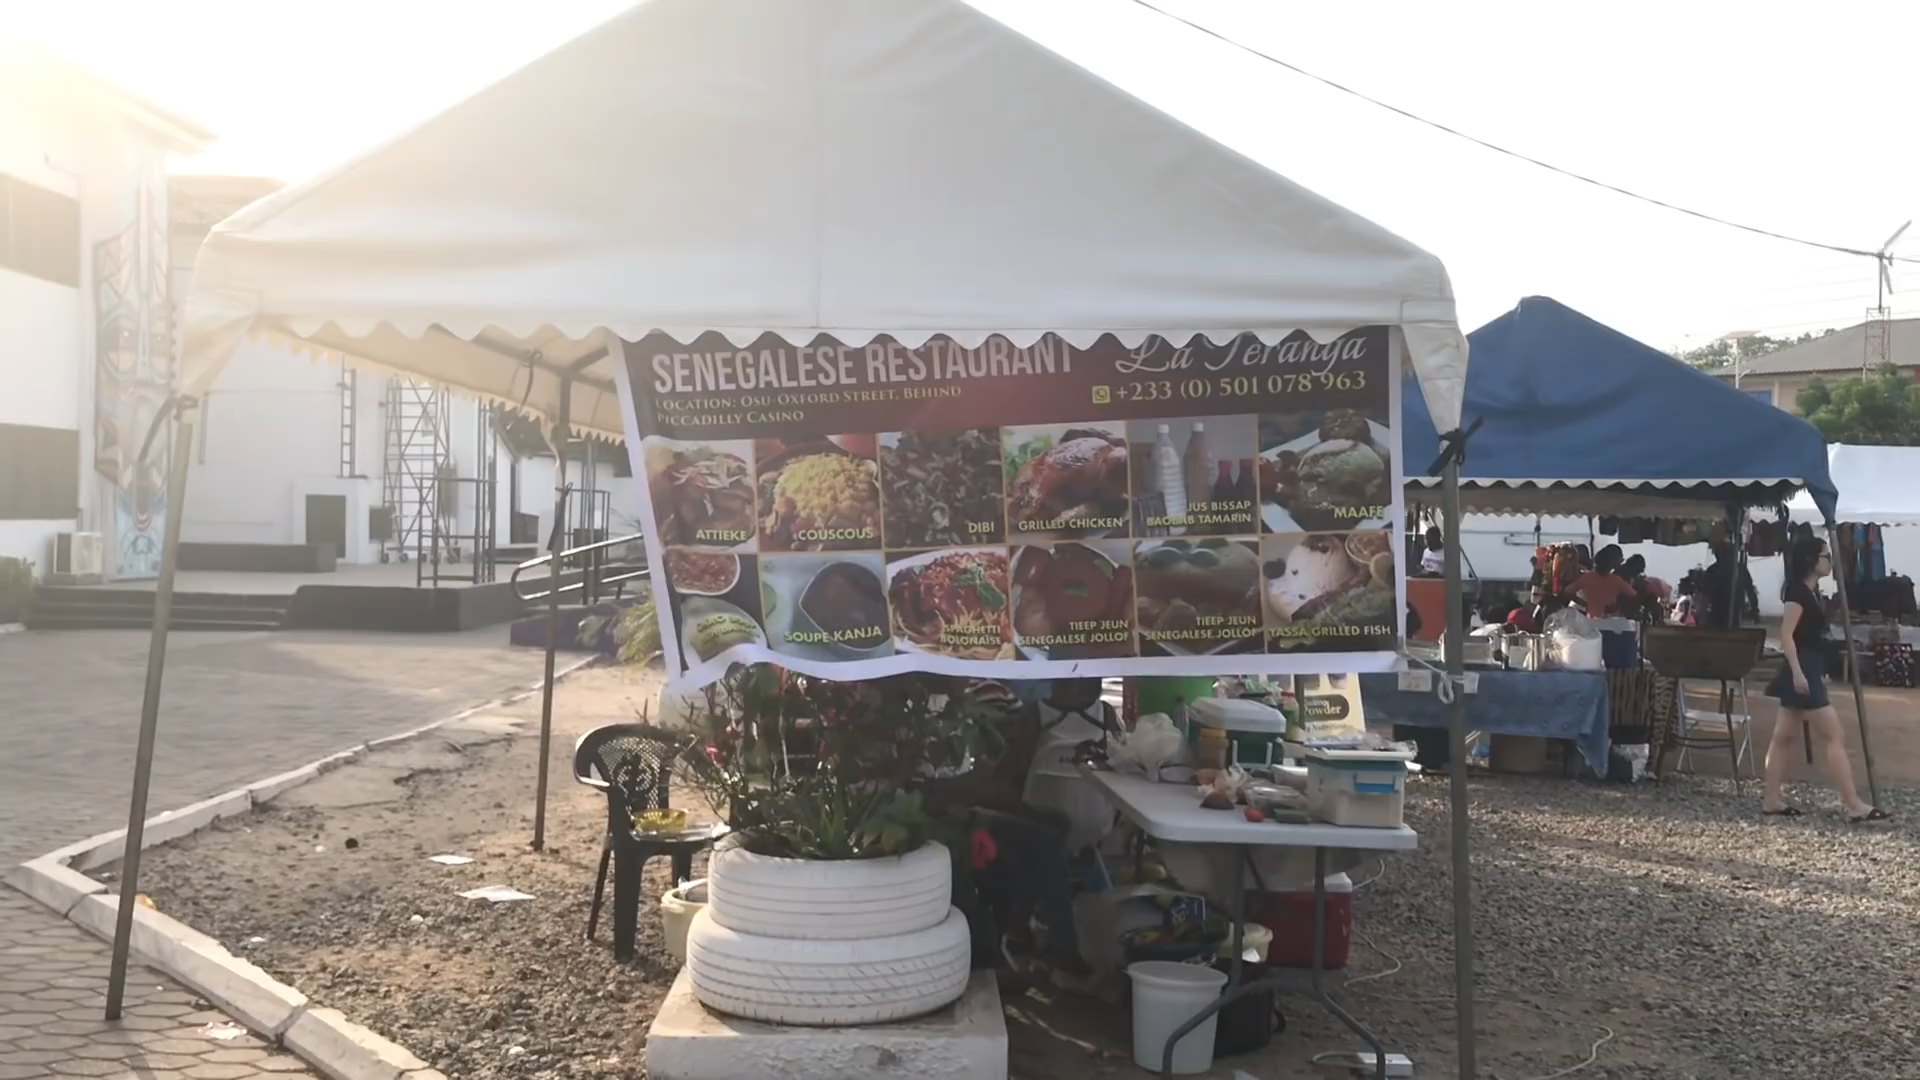 SENEGALESE RESTAURANT
La Teranga
LOCATION: OSU-OXFORD STREET, BEHIND
PICCADILLY CASINO
+233 (0) 501 078 963
ATTIEKE
COUSCOUS
DIBI
GRILLED CHICKEN
JUS BISSAP
BAOBAB TAMARIN
MAAFE
SOUPE KANJA
SPAGHETTI
BOLONAISE
TIEEP JEUN
SENEGALESE JOLLOF
TIEEP JEUN
SENEGALESE JOLLOF
YASSA GRILLED FISH
Powder